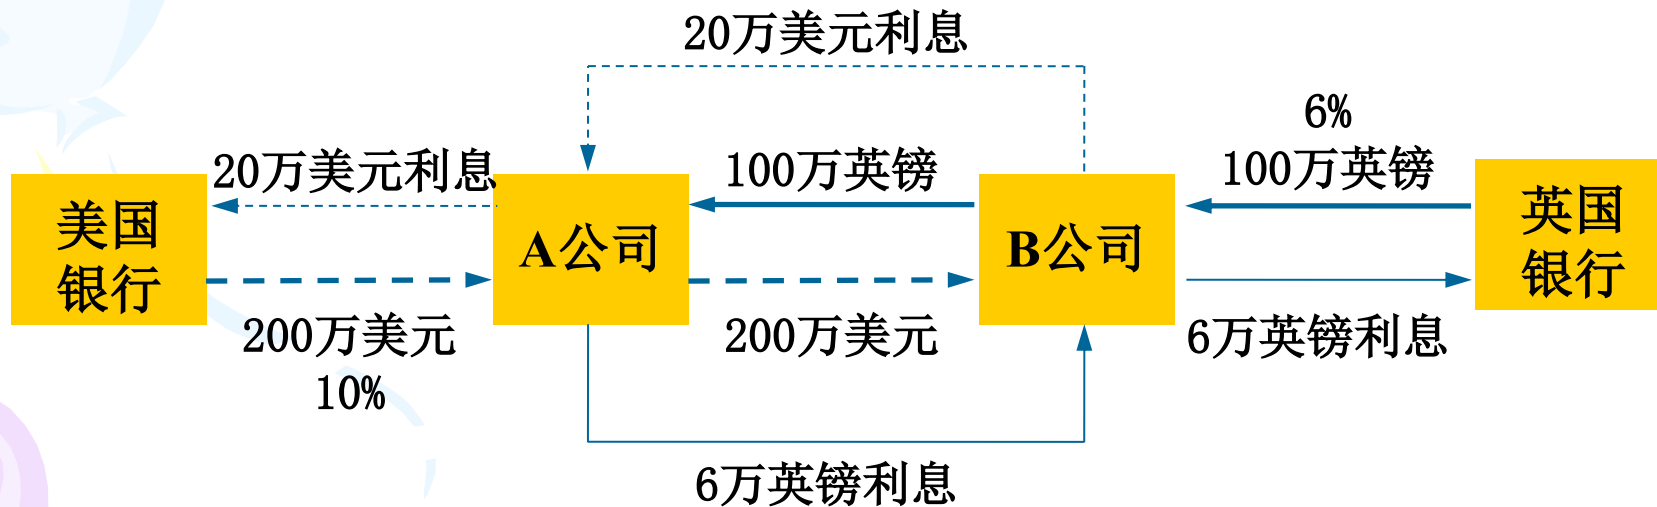 20万美元利息
6%
100万英镑
20万美元利息
100万英镑
美国
银行
A公司
B公司
英国
银行
200万美元
10%
200万美元
6万英镑利息
6万英镑利息